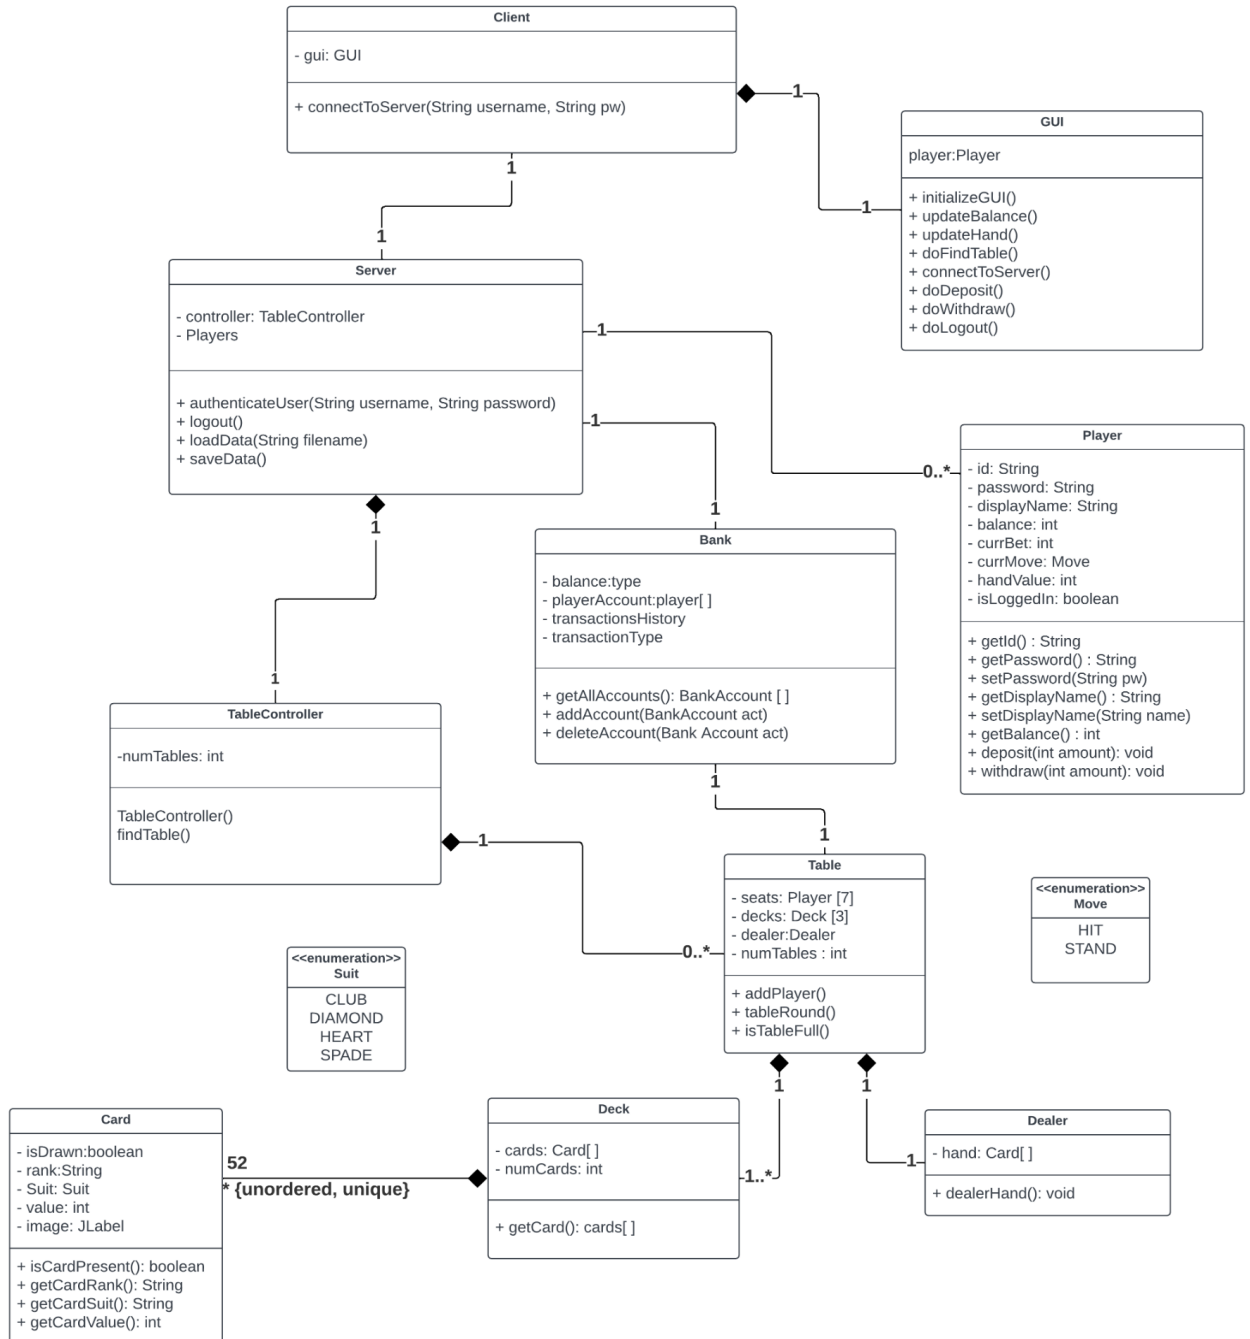 Client
- gui: GUI
+ connectToServer(String username, String pw)
1
1
GUI
player:Player
+ initializeGUI()
+ updateBalance()
+ updateHand()
+ doFindTable()
+ connectToServer()
+ doDeposit()
+ doWithdraw()
+ doLogout()
1
1
Server
- controller: TableController
- Players
+ authenticateUser(String username, String password)
+ logout()
+ loadData(String filename)
+ saveData()
1
0..*
1
1
1
1
Player
- id: String
- password: String
- displayName: String
- balance: int
- currBet: int
- currMove: Move
- handValue: int
- isLoggedIn: boolean
+ getId() : String
+ getPassword() : String
+ setPassword(String pw)
+ getDisplayName() : String
+ setDisplayName(String name)
+ getBalance() : int
+ deposit(int amount): void
+ withdraw(int amount): void
Bank
- balance:type
- playerAccount:player[ ]
- transactionsHistory
- transactionType
+ getAllAccounts(): BankAccount [ ]
+ addAccount(BankAccount act)
+ deleteAccount(Bank Account act)
1
1
TableController
-numTables: int
TableController()
findTable()
1
0..*
Table
- seats: Player [7]
- decks: Deck [3]
- dealer:Dealer
- numTables : int
+ addPlayer()
+ tableRound()
+ isTableFull()
<<enumeration>>
Move
HIT
STAND
<<enumeration>>
Suit
CLUB
DIAMOND
HEART
SPADE
1
1..*
1
1
Card
- isDrawn:boolean
- rank:String
- Suit: Suit
- value: int
- image: JLabel
+ isCardPresent(): boolean
+ getCardRank(): String
+ getCardSuit(): String
+ getCardValue(): int
52
* {unordered, unique}
Deck
- cards: Card[ ]
- numCards: int
+ getCard(): cards[ ]
Dealer
- hand: Card[ ]
+ dealerHand(): void